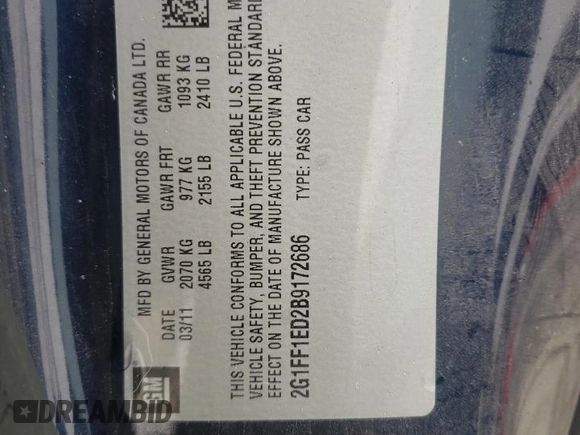 GM
MFD BY GENERAL MOTORS OF CANADA LTD.
DATE GVWR GAWR FRT GAWR RR
03/11 2070 KG 977 KG 1093 KG
4565 LB 2155 LB 2410 LB
THIS VEHICLE CONFORMS TO ALL APPLICABLE U.S. FEDERAL
VEHICLE SAFETY, BUMPER, AND THEFT PREVENTION STANDARD
EFFECT ON THE DATE OF MANUFACTURE SHOWN ABOVE.
2G1FF1ED2B9172686 TYPE: PASS CAR
DREAMBID